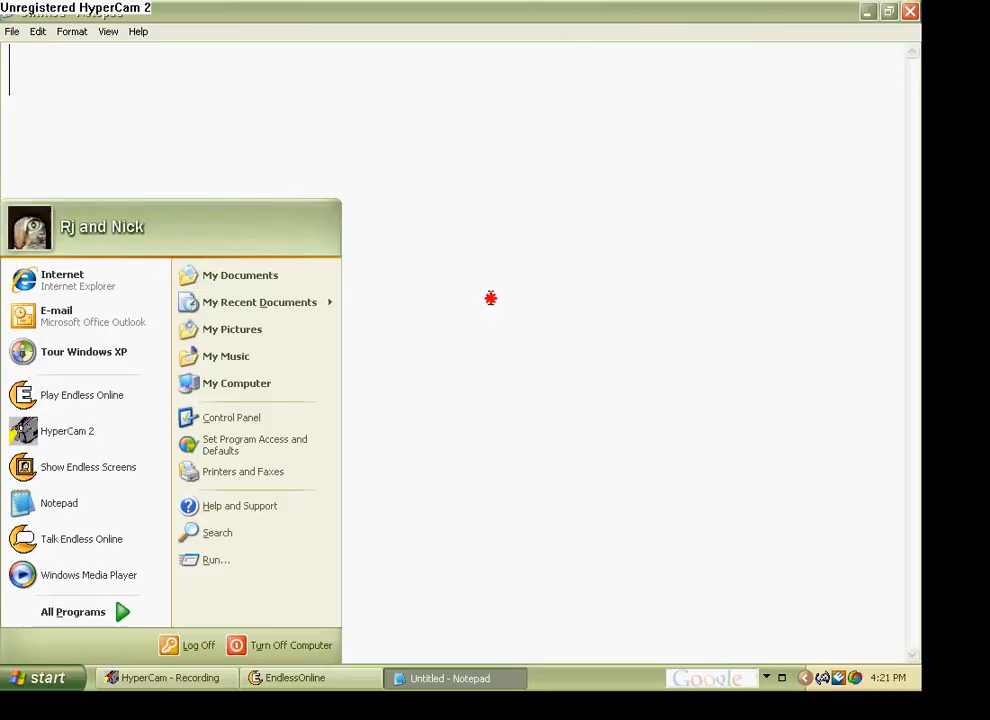 Unregistered HyperCam 2
File Edit Format View Help
Rj and Nick
Internet
Internet Explorer
E-mail
Microsoft Office Outlook
Tour Windows XP
Play Endless Online
HyperCam 2
Show Endless Screens
Notepad
Talk Endless Online
Windows Media Player
All Programs
My Documents
My Recent Documents
My Pictures
My Music
My Computer
Control Panel
Set Program Access and
Defaults
Printers and Faxes
Help and Support
Search
Run...
Log Off Turn Off Computer
start HyperCam - Recording EndlessOnline Untitled - Notepad Google 4:21 PM